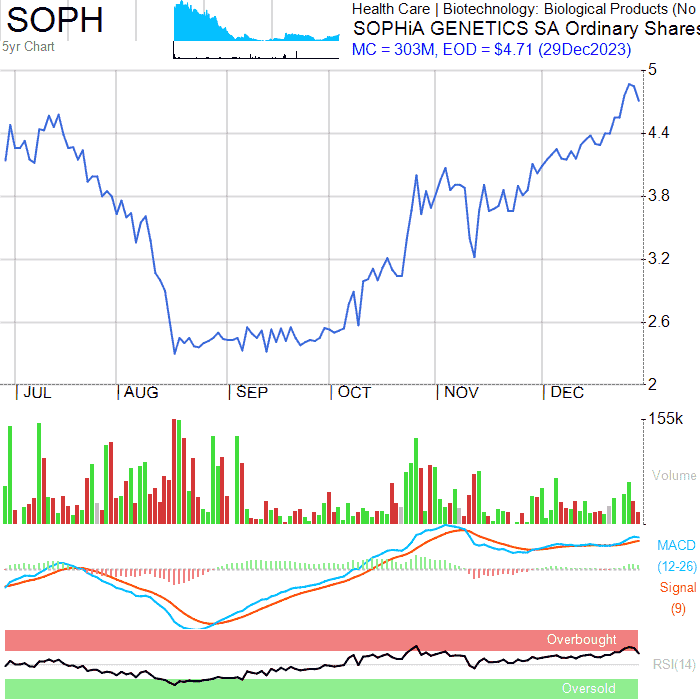 SOPH
5yr Chart
Health Care | Biotechnology: Biological Products (No
SOPHiA GENETICS SA Ordinary Shares
MC = 303M, EOD = $4.71 (29Dec2023)
5
4.4
3.8
3.2
2.6
2
| JUL | AUG | SEP | OCT | NOV | DEC
155k
Volume
MACD
(12-26)
Signal
(9)
Overbought
RSI(14)
Oversold